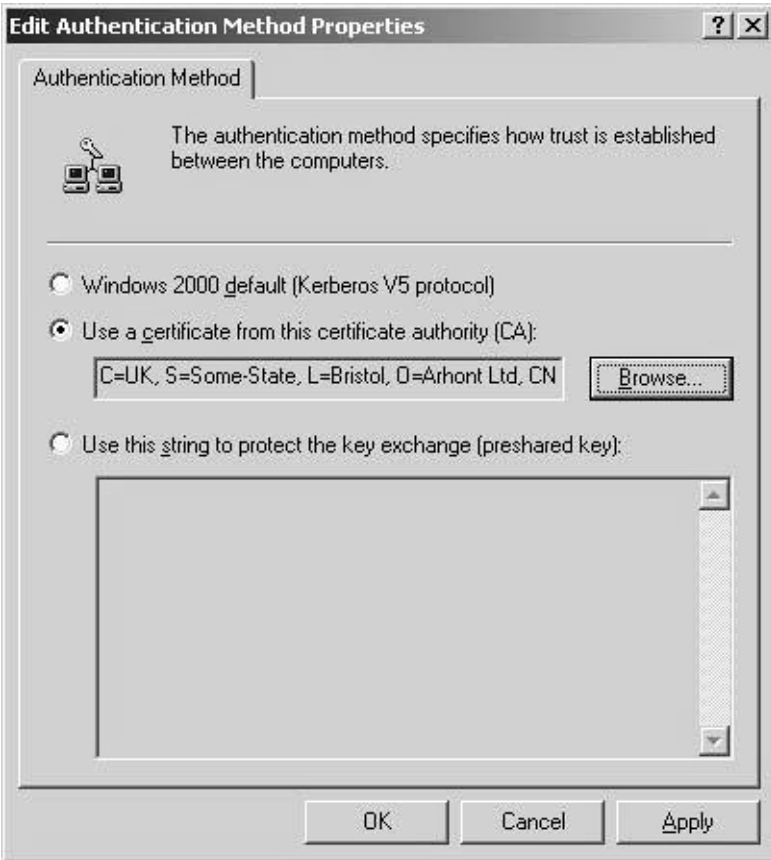 Edit Authentication Method Properties
Authentication Method
The authentication method specifies how trust is established
between the computers.
Windows 2000 default (Kerberos V5 protocol)
Use a certificate from this certificate authority (CA):
C=UK, S=Some-State, L=Bristol, O=Arhont Ltd, CN
Browse...
Use this string to protect the key exchange (preshared key):
OK Cancel Apply